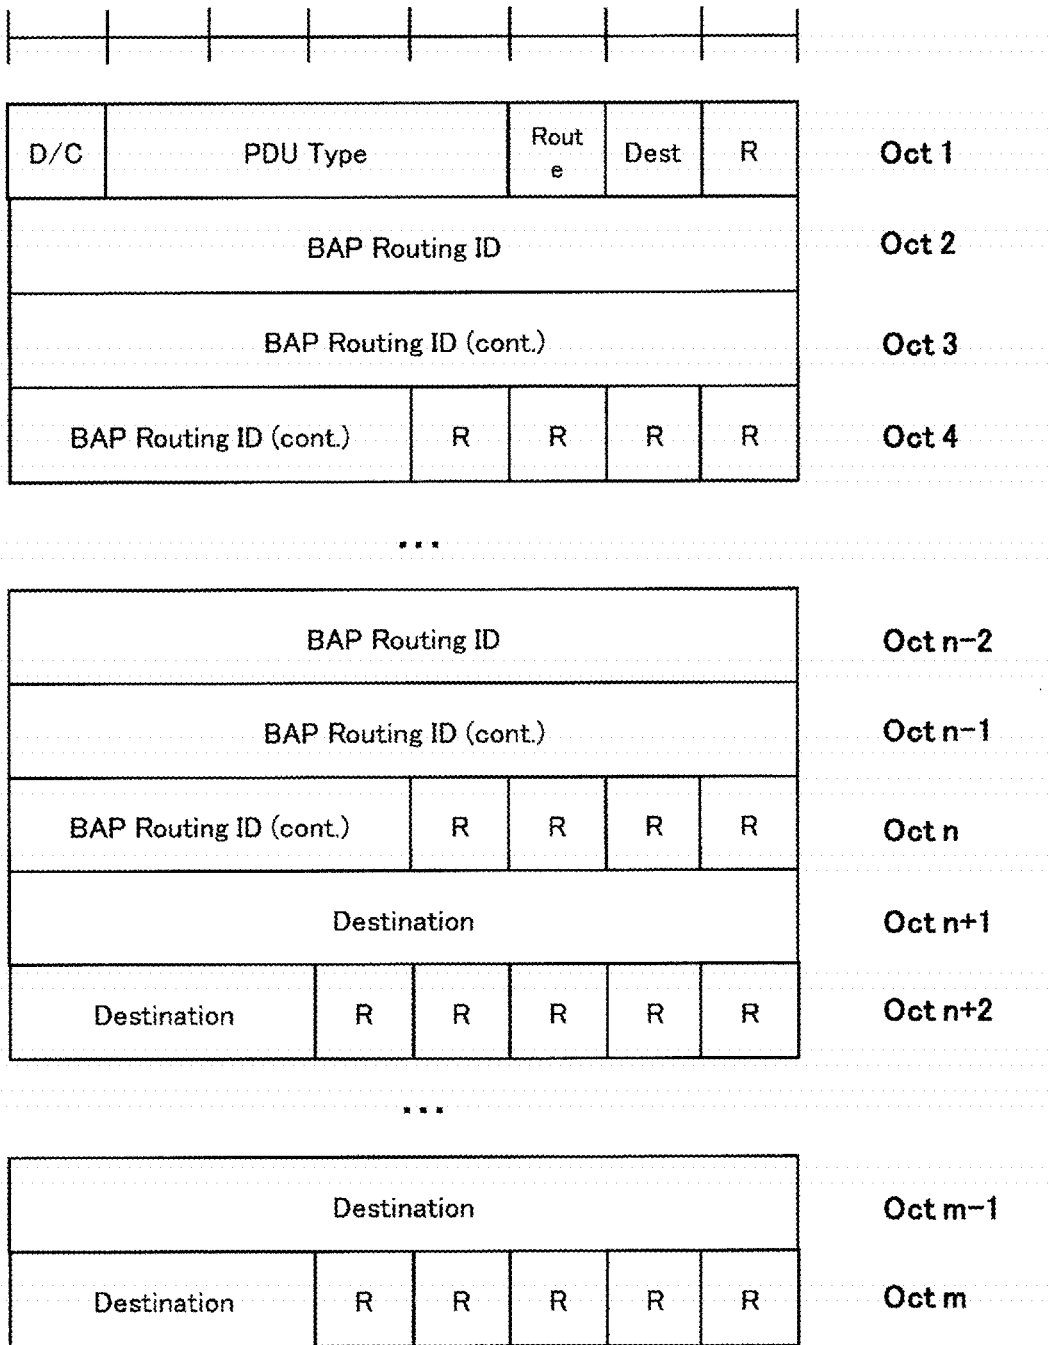 D/C PDU Type Rout e Dest R Oct 1
BAP Routing ID Oct 2
BAP Routing ID (cont.) Oct 3
BAP Routing ID (cont.) R R R R Oct 4
...
BAP Routing ID Oct n-2
BAP Routing ID (cont.) Oct n-1
BAP Routing ID (cont.) R R R R Oct n
Destination Oct n+1
Destination R R R R R Oct n+2
...
Destination Oct m-1
Destination R R R R R Oct m